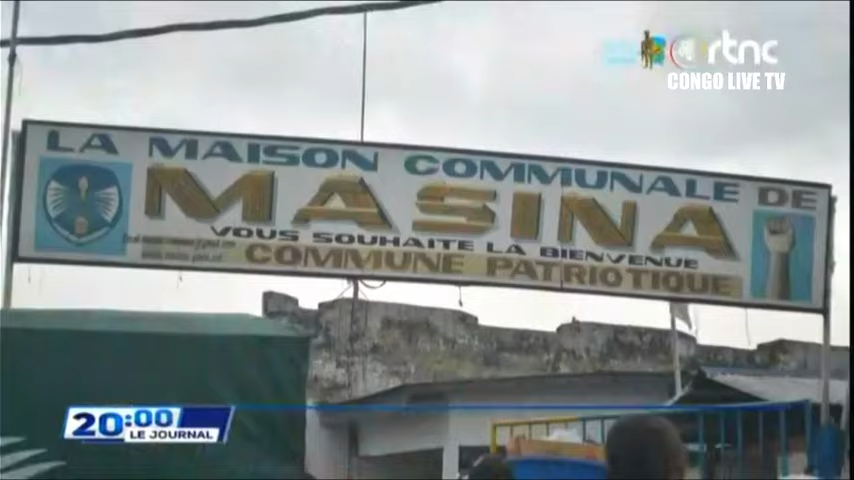 rtnc
CONGO LIVE TV
LA MAISON COMMUNALE DE
MASINA
VOUS SOUHAITE LA BIENVENUE
COMMUNE PATRIOTIQUE
20:00
LE JOURNAL